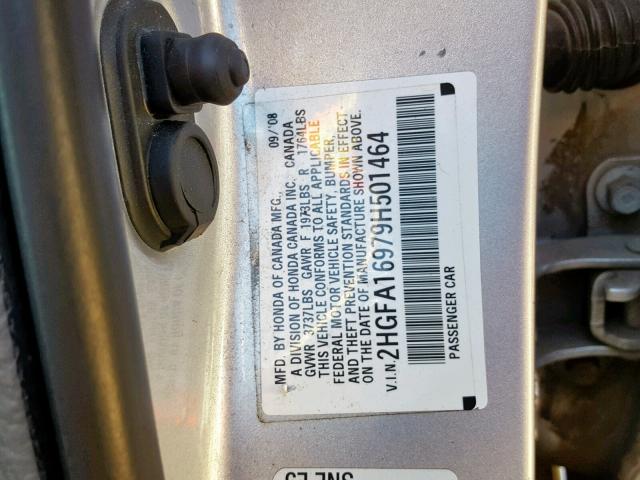 MFD. BY HONDA OF CANADA MFG., 09/'08
A DIVISION OF HONDA CANADA INC. CANADA
GVWR 3737LBS GAWR F 1973LBS R 1764LBS
THIS VEHICLE CONFORMS TO ALL APPLICABLE
FEDERAL MOTOR VEHICLE SAFETY, BUMPER,
AND THEFT PREVENTION STANDARDS IN EFFECT
ON THE DATE OF MANUFACTURE SHOWN ABOVE.
V.I.N. 2HGFA16979H501464
PASSENGER CAR